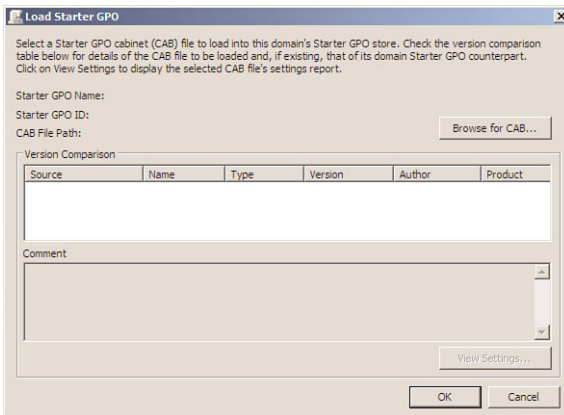 Load Starter GPO
Select a Starter GPO cabinet (CAB) file to load into this domain's Starter GPO store. Check the version comparison
table below for details of the CAB file to be loaded and, if existing, that of its domain Starter GPO counterpart.
Click on View Settings to display the selected CAB file's settings report.
Starter GPO Name:
Starter GPO ID:
CAB File Path:
Browse for CAB...
Version Comparison
Source Name Type Version Author Product
Comment
View Settings...
OK Cancel